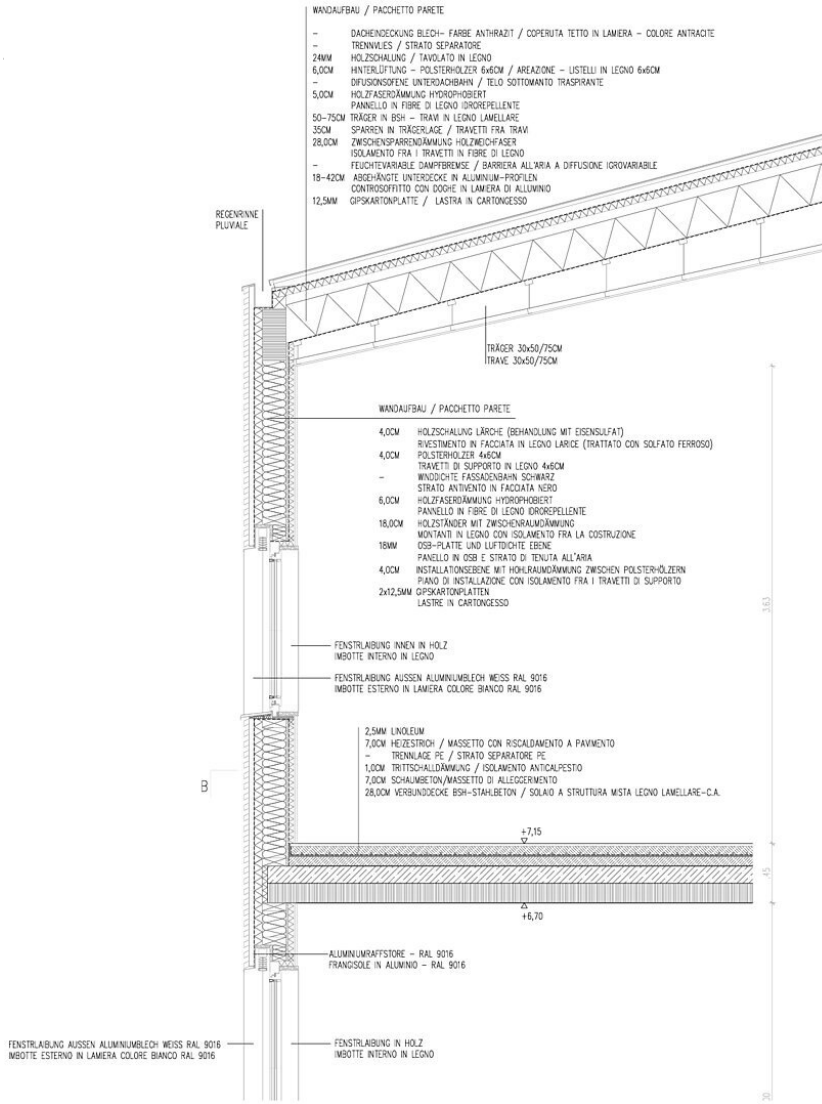 WANDAUFBAU / PACCHETTO PARETE
- DACHEINDECKUNG BLECH- FARBE ANTHRAZIT / COPERUTA TETTO IN LAMIERA - COLORE ANTRACITE
- TRENNVLIES / STRATO SEPARATORE
24MM HOLZSCHALUNG / TAVOLATO IN LEGNO
6,0CM HINTERLÜFTUNG - POLSTERHOLZER 6x6CM / AREAZIONE - LISTELLI IN LEGNO 6x6CM
- DIFUSIONSOFENE UNTERDACHBAHN / TELO SOTTOMANTO TRASPIRANTE
5,0CM HOLZFASERDÄMMUNG HYDROPHOBIERT
PANNELLO IN FIBRE DI LEGNO IDROREPELLENTE
50-75CM TRÄGER IN BSH - TRAVI IN LEGNO LAMELLARE
35CM SPARREN IN TRÄGERLAGE / TRAVETTI FRA TRAVI
28,0CM ZWISCHENSPARRENDÄMMUNG HOLZWEICHFASER
ISOLAMENTO FRA I TRAVETTI IN FIBRE DI LEGNO
- FEUCHTEVARIABLE DAMPFBREMSE / BARRIERA ALL'ARIA A DIFFUSIONE IGROVARIABILE
18-42CM ABGEHÄNGTE UNTERDECKE IN ALUMINIUM-PROFILEN
CONTROSOFFITTO CON DOGHE IN LAMIERA DI ALLUMINIO
12,5MM GIPSKARTONPLATTE / LASTRA IN CARTONGESSO
REGENRINNE
PLUVIALE
TRÄGER 30x50/75CM
TRAVE 30x50/75CM
WANDAUFBAU / PACCHETTO PARETE
4,0CM HOLZSCHALUNG LÄRCHE (BEHANDLUNG MIT EISENSULFAT)
RIVESTIMENTO IN FACCIATA IN LEGNO LARICE (TRATTATO CON SOLFATO FERROSO)
4,0CM POLSTERHOLZER 4x6CM
TRAVETTI DI SUPPORTO IN LEGNO 4x6CM
- WINDDICHTE FASSADENBAHN SCHWARZ
STRATO ANTIVENTO IN FACCIATA NERO
6,0CM HOLZFASERDÄMMUNG HYDROPHOBIERT
PANNELLO IN FIBRE DI LEGNO IDROREPELLENTE
18,0CM HOLZSTÄNDER MIT ZWISCHENRAUMDÄMMUNG
MONTANTI IN LEGNO CON ISOLAMENTO FRA LA COSTRUZIONE
18MM OSB-PLATTE UND LUFTDICHTE EBENE
PANELLO IN OSB E STRATO DI TENUTA ALL'ARIA
4,0CM INSTALLATIONSEBENE MIT HOHLRAUMDÄMMUNG ZWISCHEN POLSTERHÖLZERN
PIANO DI INSTALLAZIONE CON ISOLAMENTO FRA I TRAVETTI DI SUPPORTO
2x12,5MM GIPSKARTONPLATTEN
LASTRE IN CARTONGESSO
3.63
FENSTRLAIBUNG INNEN IN HOLZ
IMBOTTE INTERNO IN LEGNO
FENSTRLAIBUNG AUSSEN ALUMINIUMBLECH WEISS RAL 9016
IMBOTTE ESTERNO IN LAMIERA COLORE BIANCO RAL 9016
2,5MM LINOLEUM
7,0CM HEIZESTRICH / MASSETTO CON RISCALDAMENTO A PAVIMENTO
- TRENNLAGE PE / STRATO SEPARATORE PE
1,0CM TRITTSCHALLDÄMMUNG / ISOLAMENTO ANTICALPESTIO
7,0CM SCHAUMBETON/MASSETTO DI ALLEGGERIMENTO
28,0CM VERBUNDDECKE BSH-STAHLBETON / SOLAIO A STRUTTURA MISTA LEGNO LAMELLARE-C.A.
B
+7,15
.45
+6,70
ALUMINIUMRAFFSTORE - RAL 9016
FRANGISOLE IN ALUMINIO - RAL 9016
FENSTRLAIBUNG AUSSEN ALUMINIUMBLECH WEISS RAL 9016
IMBOTTE ESTERNO IN LAMIERA COLORE BIANCO RAL 9016
FENSTRLAIBUNG IN HOLZ
IMBOTTE INTERNO IN LEGNO